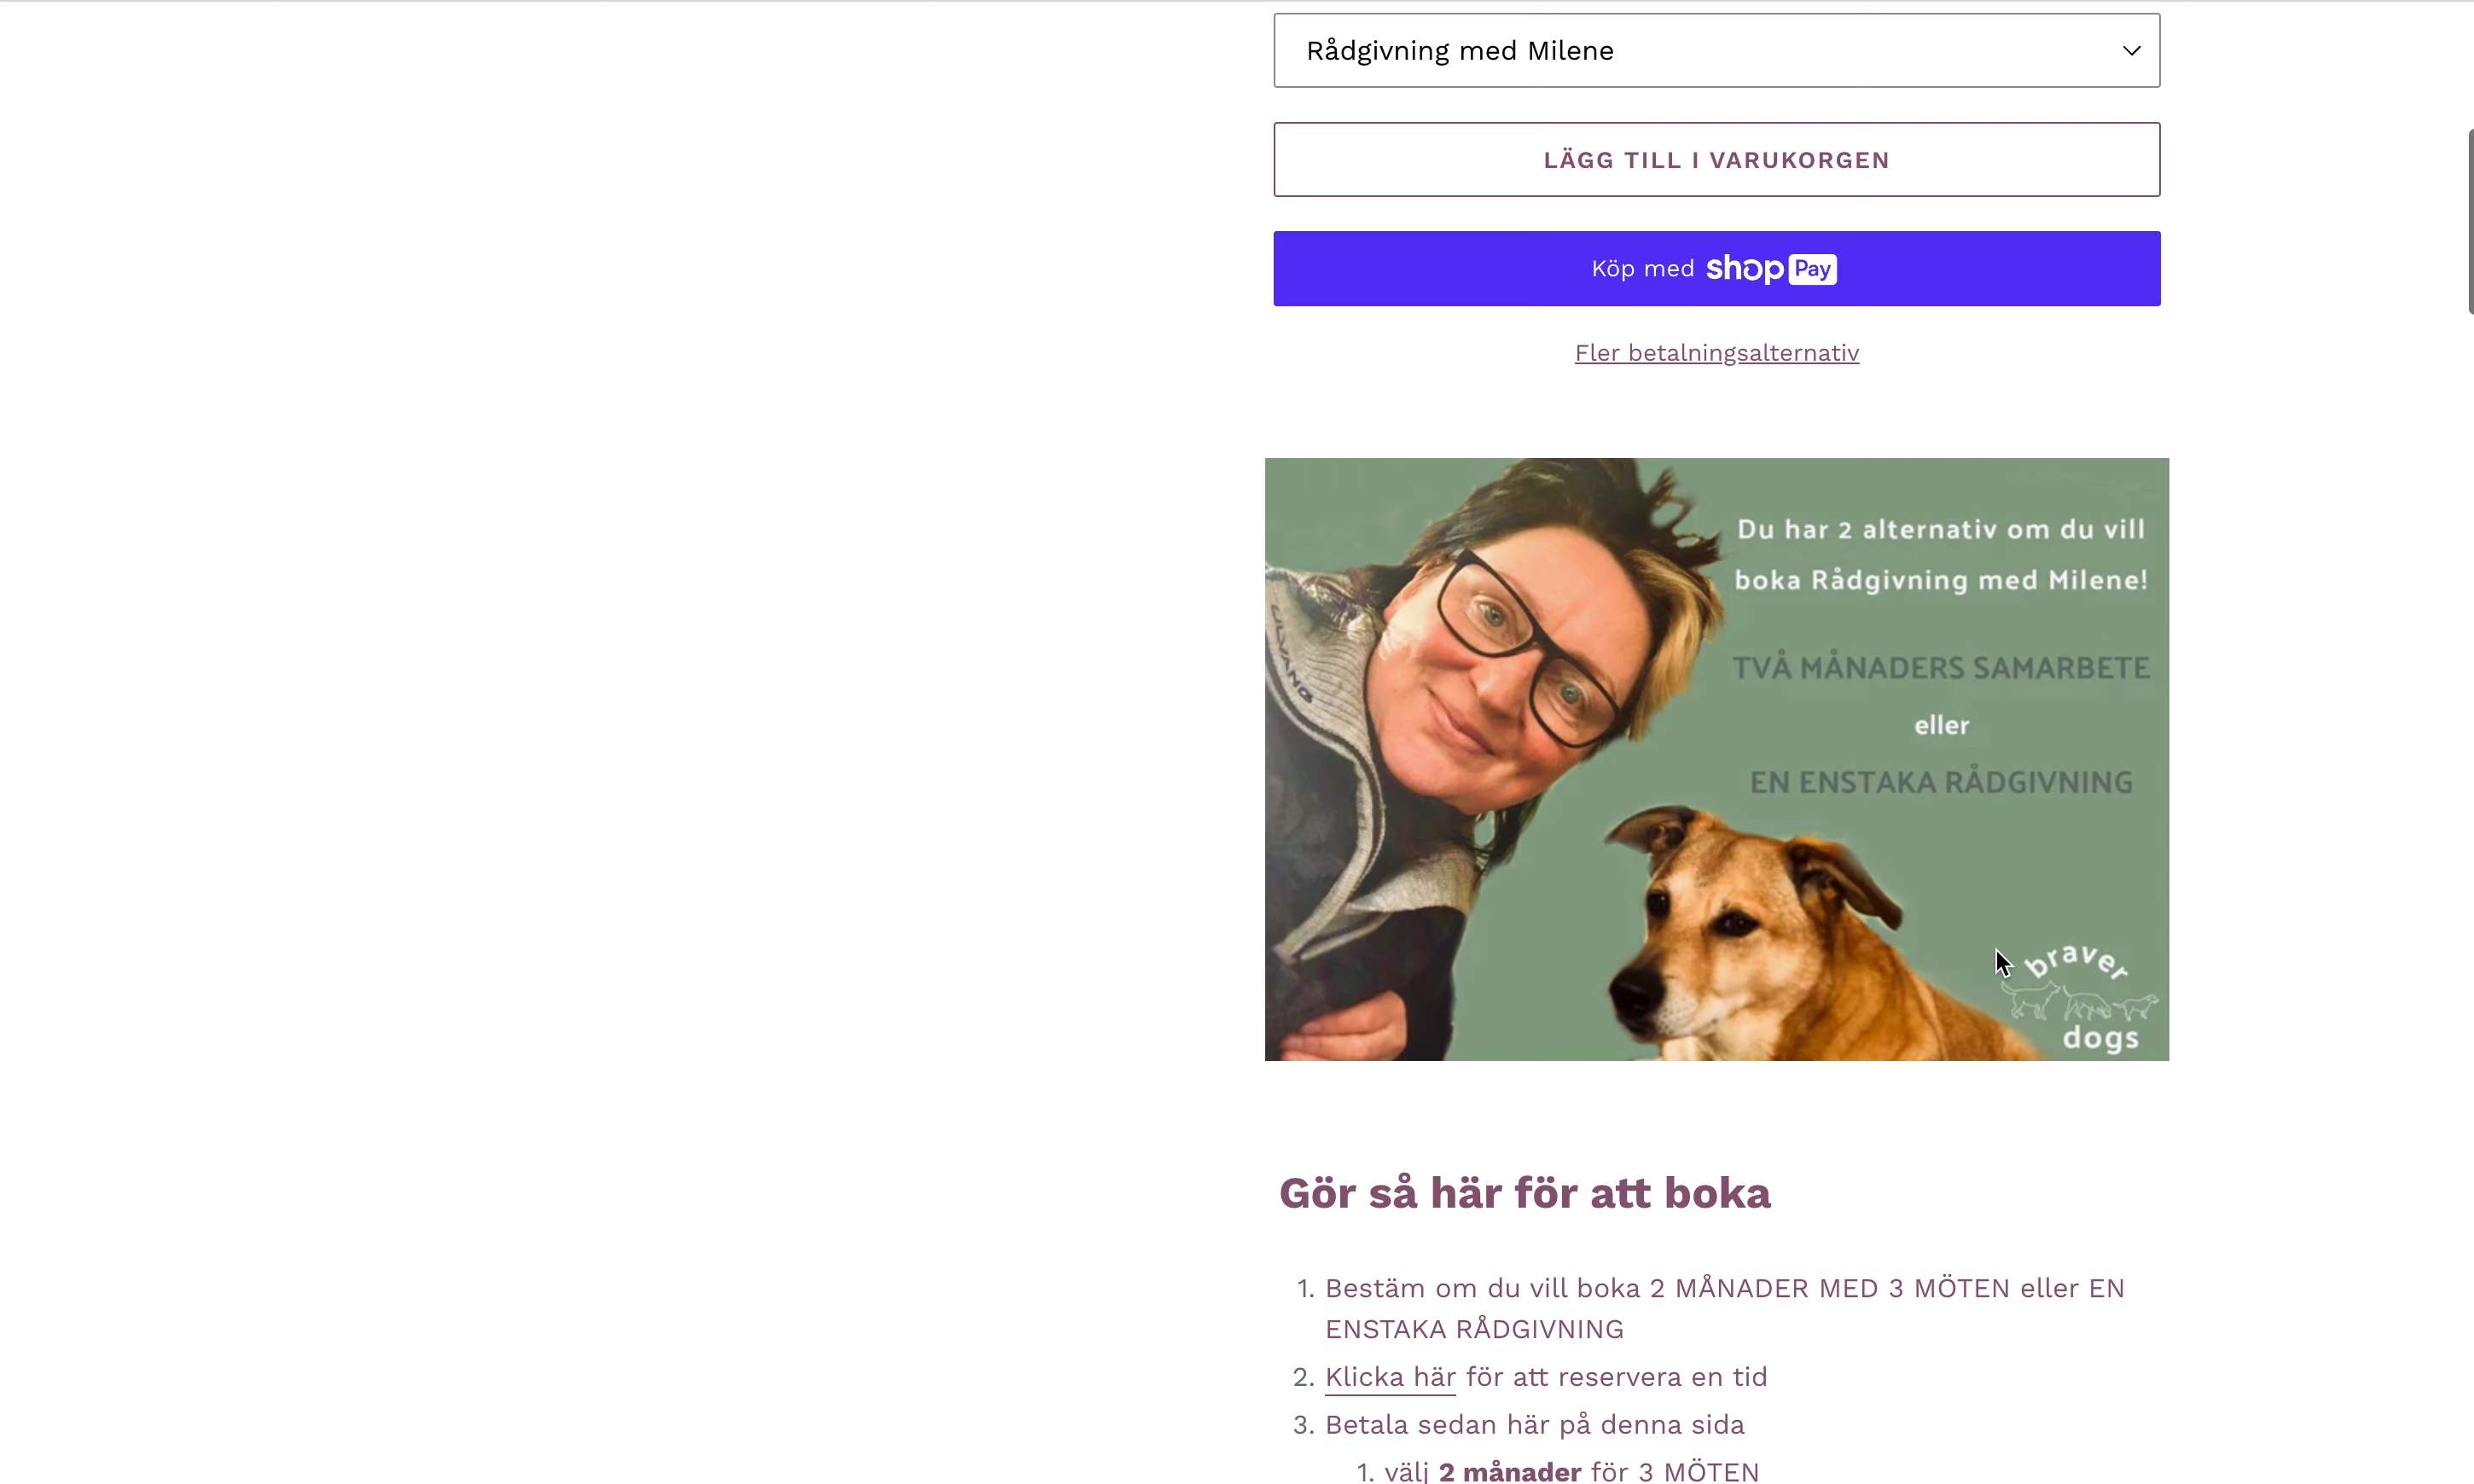 Rådgivning med Milene
LÄGG TILL I VARUKORGEN
Köp med shop Pay
Fler betalningsalternativ
Du har 2 alternativ om du vill
boka Rådgivning med Milene!
TVÅ MÅNADERS SAMARBETE
eller
EN ENSTAKA RÅDGIVNING
ULVANG
braver
dogs
Gör så här för att boka
1. Bestäm om du vill boka 2 MÅNADER MED 3 MÖTEN eller EN
ENSTAKA RÅDGIVNING
2. Klicka här för att reservera en tid
3. Betala sedan här på denna sida
1. välj 2 månader för 3 MÖTEN